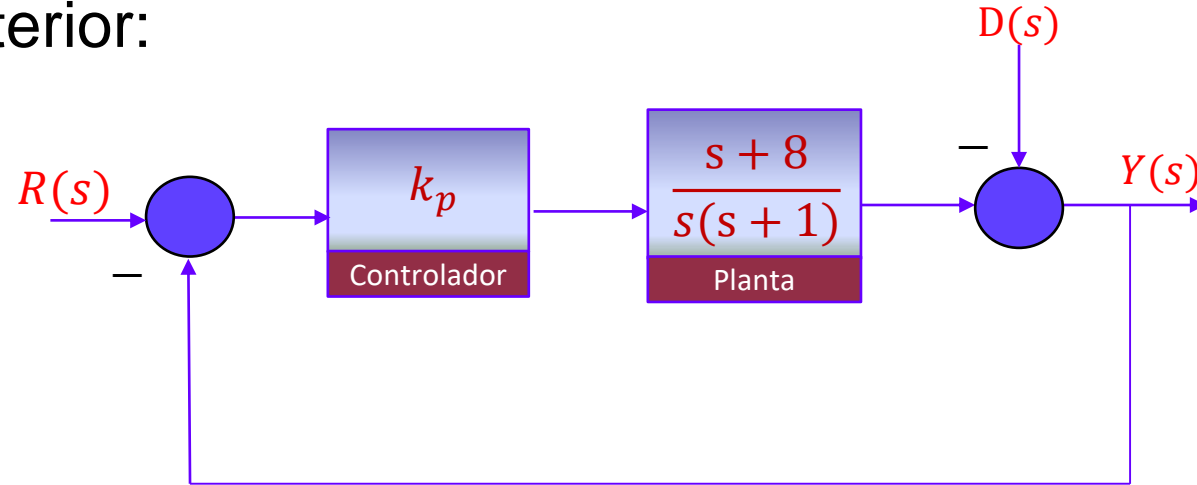 terior:
D(s)
R(s)
−
k_p
Controlador
s + 8
s(s + 1)
Planta
−
Y(s)